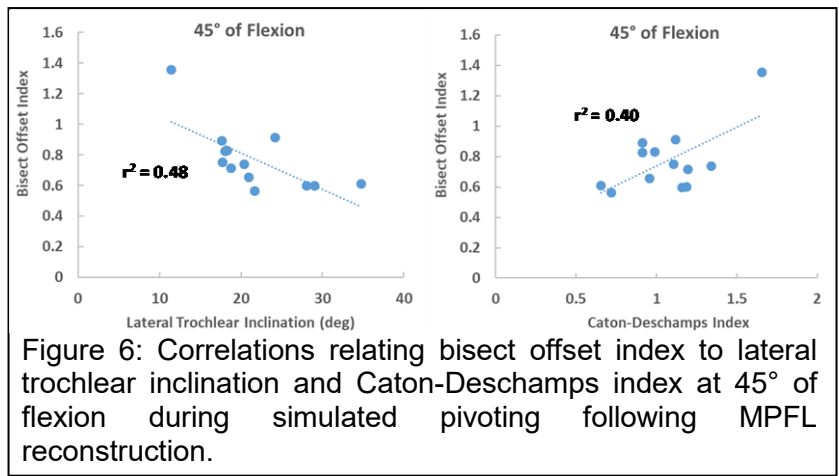 45° of Flexion
1.6
1.4
1.2
1
0.8
0.6
0.4
0.2
0
Bisect Offset Index
r² = 0.48
0 10 20 30 40
Lateral Trochlear Inclination (deg)
45° of Flexion
1.6
1.4
1.2
1
0.8
0.6
0.4
0.2
0
Bisect Offset Index
r² = 0.40
0 0.5 1 1.5 2
Caton-Deschamps Index
Figure 6: Correlations relating bisect offset index to lateral
trochlear inclination and Caton-Deschamps index at 45° of
flexion during simulated pivoting following MPFL
reconstruction.